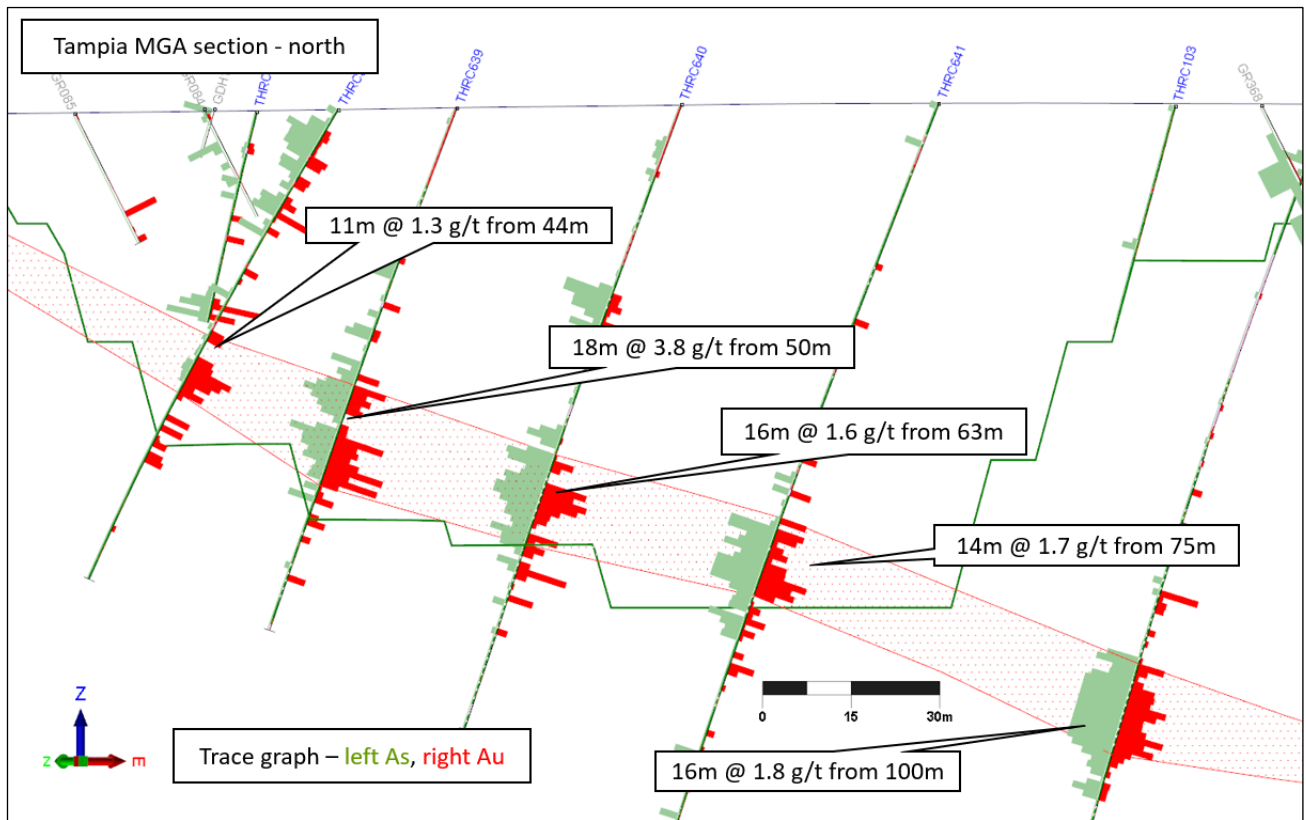 Tampia MGA section - north
GR085
GR084
GDH
THRC
THRC
THRC639
THRC640
THRC641
THRC103
GR368
11m @ 1.3 g/t from 44m
18m @ 3.8 g/t from 50m
16m @ 1.6 g/t from 63m
14m @ 1.7 g/t from 75m
16m @ 1.8 g/t from 100m
0 15 30m
Z
N E
Trace graph – left As, right Au